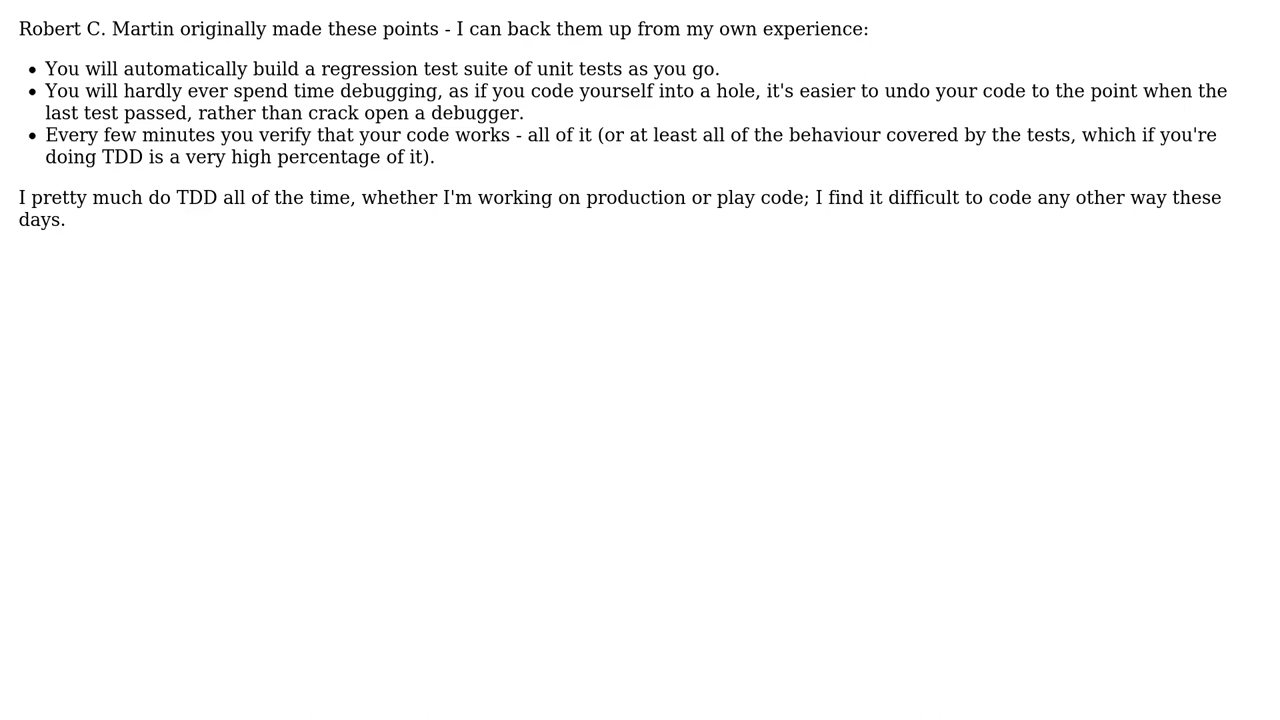 Robert C. Martin originally made these points - I can back them up from my own experience:
• You will automatically build a regression test suite of unit tests as you go.
• You will hardly ever spend time debugging, as if you code yourself into a hole, it's easier to undo your code to the point when the
last test passed, rather than crack open a debugger.
• Every few minutes you verify that your code works - all of it (or at least all of the behaviour covered by the tests, which if you're
doing TDD is a very high percentage of it).
I pretty much do TDD all of the time, whether I'm working on production or play code; I find it difficult to code any other way these
days.